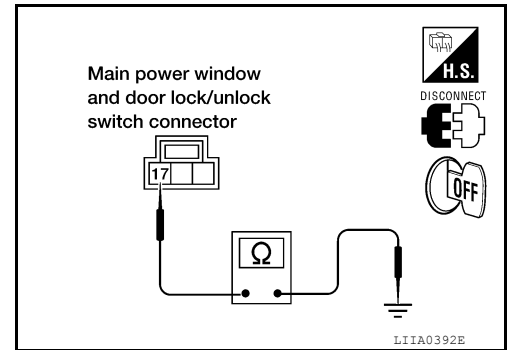 Main power window
and door lock/unlock
switch connector
H.S.
DISCONNECT
17
OFF
Ω
LIIA0392E